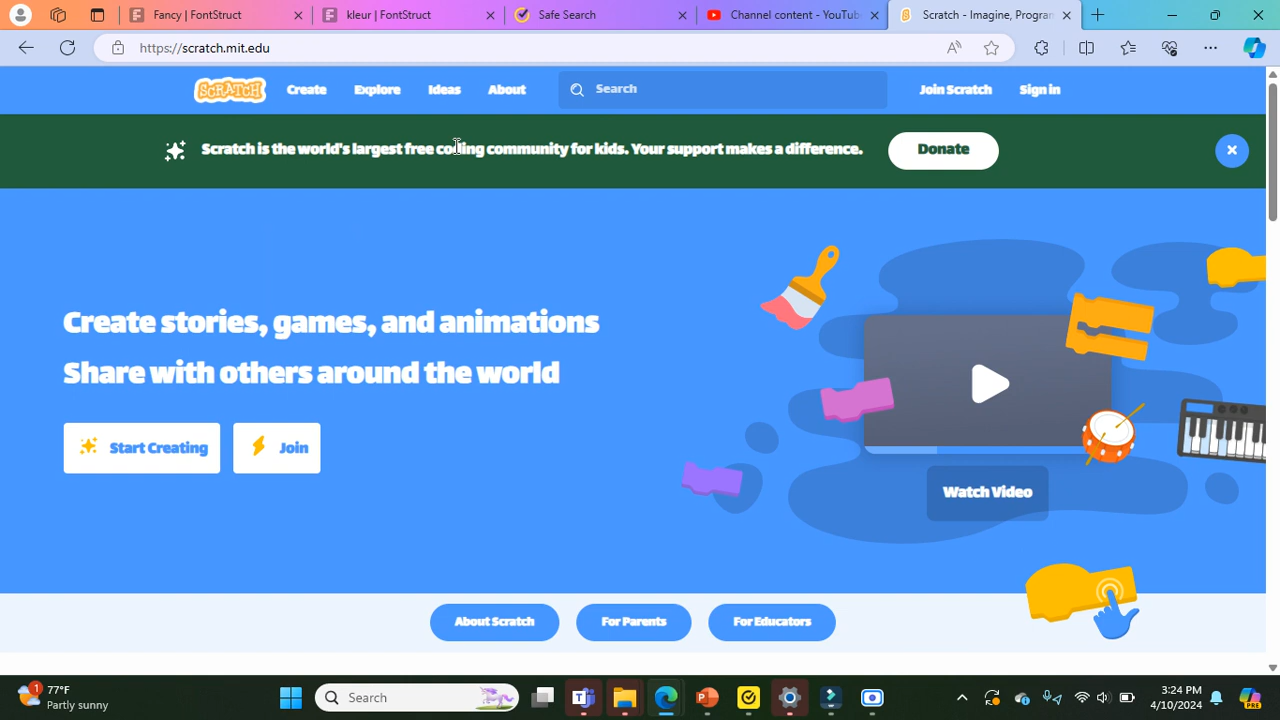 Fancy | FontStruct
kleur | FontStruct
Safe Search
Channel content - YouTub
Scratch - Imagine, Program
https://scratch.mit.edu
SCRATCH
Create
Explore
Ideas
About
Search
Join Scratch
Sign in
Scratch is the world's largest free coding community for kids. Your support makes a difference.
Donate
Create stories, games, and animations
Share with others around the world
Start Creating
Join
Watch Video
About Scratch
For Parents
For Educators
1
77°F
Partly sunny
Search
3:24 PM
4/10/2024
PRE